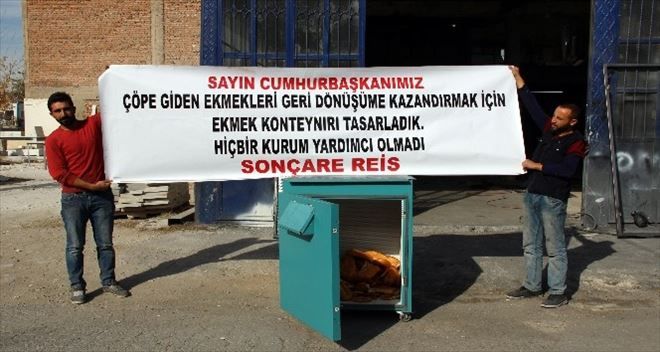 SAYIN CUMHURBAŞKANIMIZ
ÇÖPE GİDEN EKMEKLERİ GERİ DÖNÜŞÜME KAZANDIRMAK İÇİN
EKMEK KONTEYNIRI TASARLADIK.
HİÇBİR KURUM YARDIMCI OLMADI
SONÇARE REİS